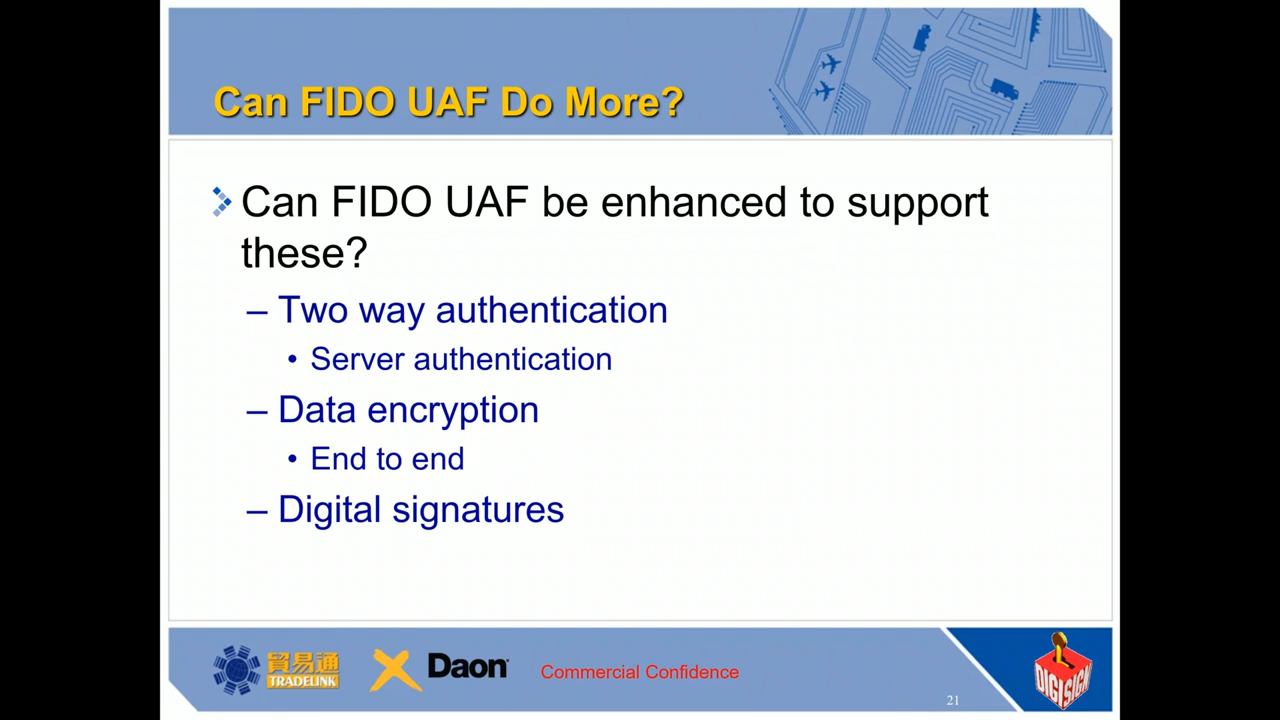 Can FIDO UAF Do More?
Can FIDO UAF be enhanced to support
these?
– Two way authentication
• Server authentication
– Data encryption
• End to end
– Digital signatures
貿易通
TRADELINK
Daon
Commercial Confidence
21
DIGISIGN